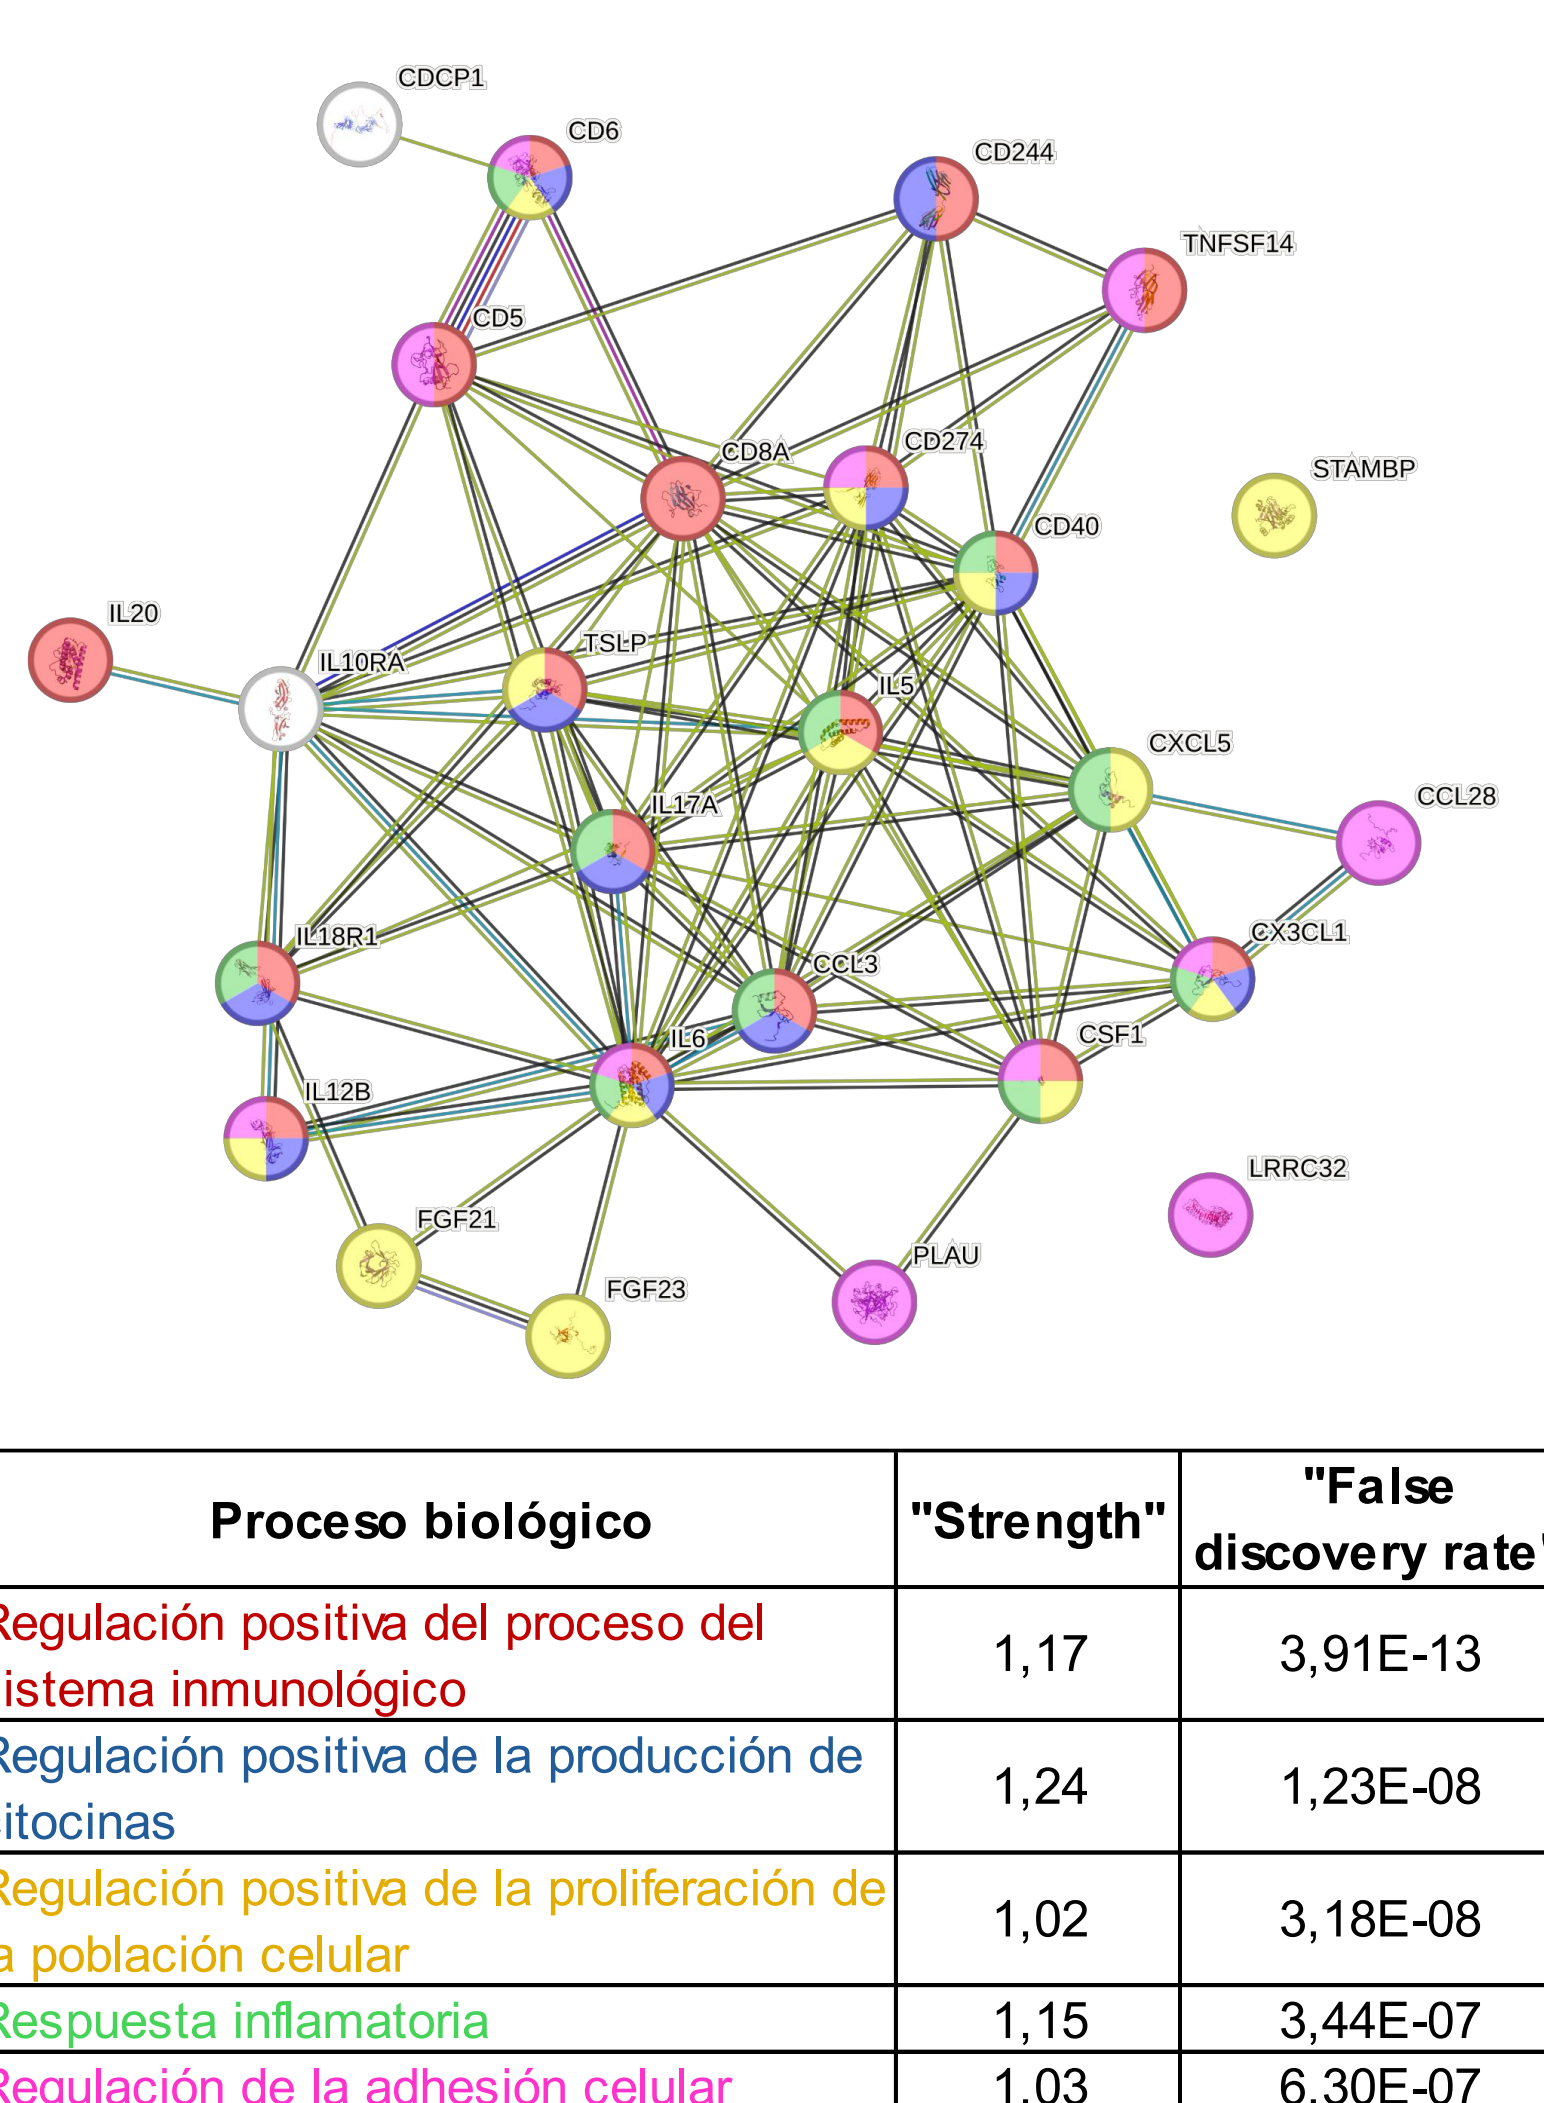 CDCP1
CD6
CD244
TNFSF14
CD5
CD8A
CD274
STAMBP
CD40
IL20
TSLP
IL10RA
IL5
CXCL5
CCL28
IL17A
IL18R1
CX3CL1
CCL3
IL6
CSF1
IL12B
LRRC32
FGF21
PLAU
FGF23
Proceso biológico "Strength" "False
discovery rate"
Regulación positiva del proceso del
sistema inmunológico 1,17 3,91E-13
Regulación positiva de la producción de
citocinas 1,24 1,23E-08
Regulación positiva de la proliferación de
la población celular 1,02 3,18E-08
Respuesta inflamatoria 1,15 3,44E-07
Regulación de la adhesión celular 1,03 6,30E-07